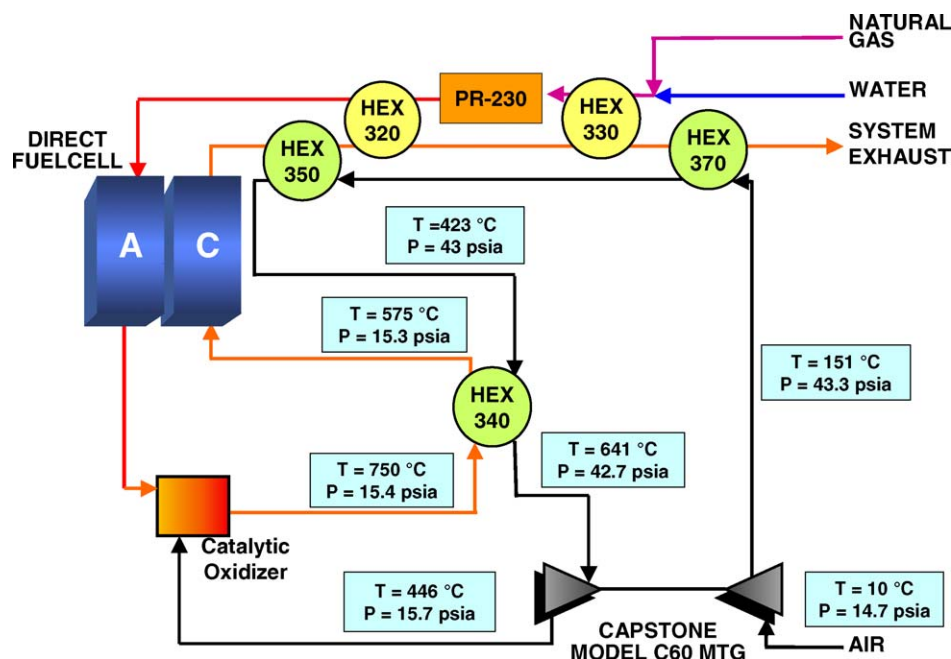 NATURAL
GAS
WATER
SYSTEM
EXHAUST
PR-230
HEX
320
HEX
330
HEX
350
HEX
370
DIRECT
FUELCELL
A
C
T =423 °C
P = 43 psia
T = 575 °C
P = 15.3 psia
T = 151 °C
P = 43.3 psia
HEX
340
T = 641 °C
P = 42.7 psia
T = 750 °C
P = 15.4 psia
Catalytic
Oxidizer
T = 446 °C
P = 15.7 psia
T = 10 °C
P = 14.7 psia
CAPSTONE
MODEL C60 MTG
AIR